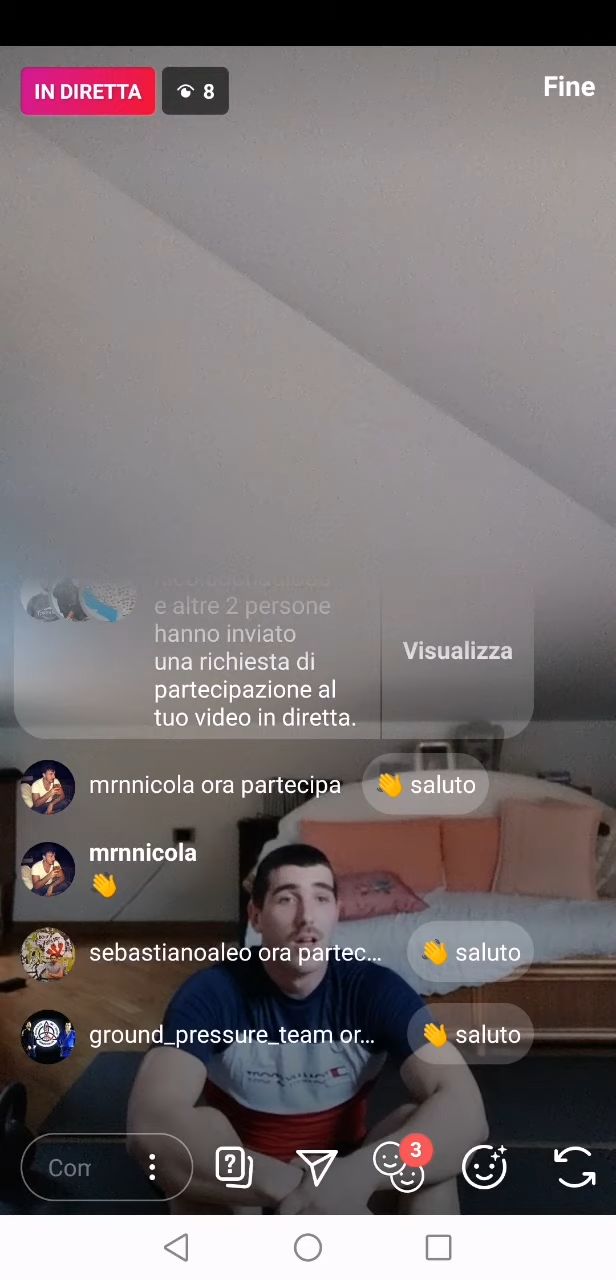 IN DIRETTA
8
Fine
e altre 2 persone
hanno inviato
una richiesta di
partecipazione al
tuo video in diretta.
Visualizza
mrnnicola ora partecipa
👋 saluto
mrnnicola
👋
sebastianoaleo ora partec...
👋 saluto
ground_pressure_team or...
👋 saluto
Com
3